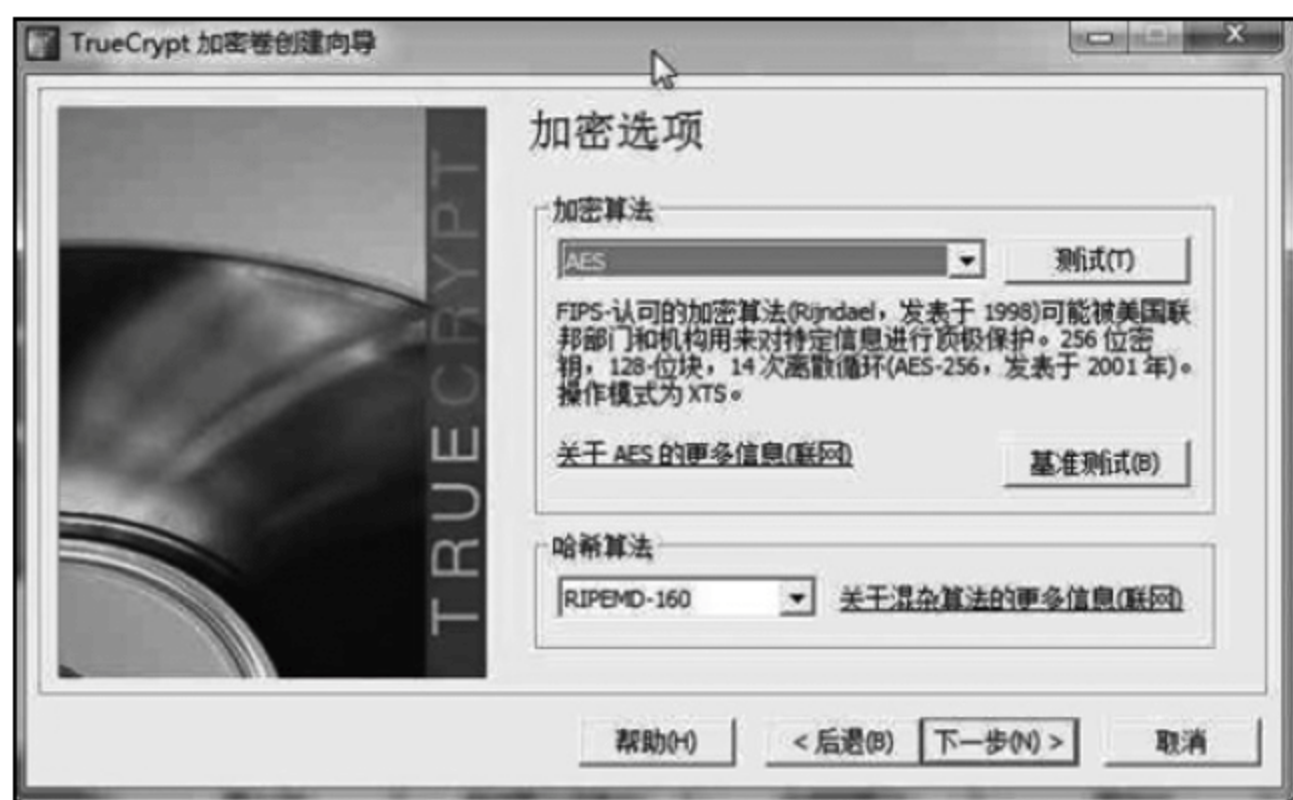 TrueCrypt 加密卷创建向导
TRUECRYPT
加密选项
加密算法
AES
测试(T)
FIPS-认可的加密算法(Rijndael，发表于 1998)可能被美国联
邦部门和机构用来对特定信息进行顶极保护。256 位密
钥，128-位块，14 次离散循环(AES-256，发表于 2001 年)。
操作模式为 XTS。
关于 AES 的更多信息(联网)
基准测试(B)
哈希算法
RIPEMD-160
关于混杂算法的更多信息(联网)
帮助(H)
< 后退(B)
下一步(N) >
取消